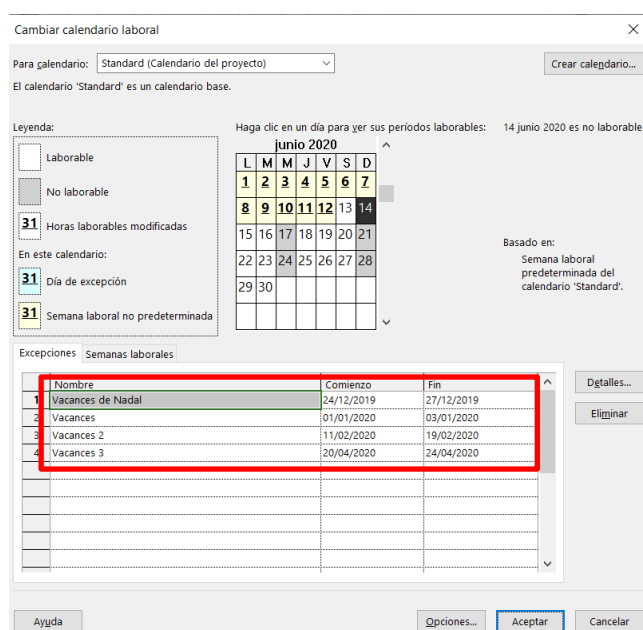 Cambiar calendario laboral
Para calendario: Standard (Calendario del proyecto)
Crear calendario...
El calendario 'Standard' es un calendario base.
Leyenda:
Laborable
No laborable
31 Horas laborables modificadas
En este calendario:
31 Día de excepción
31 Semana laboral no predeterminada
Haga clic en un día para ver sus períodos laborables:
junio 2020
L M M J V S D
1 2 3 4 5 6 7
8 9 10 11 12 13 14
15 16 17 18 19 20 21
22 23 24 25 26 27 28
29 30
14 junio 2020 es no laborable
Basado en:
Semana laboral
predeterminada del
calendario 'Standard'.
Excepciones Semanas laborales
Nombre Comienzo Fin
1 Vacances de Nadal 24/12/2019 27/12/2019
2 Vacances 01/01/2020 03/01/2020
3 Vacances 2 11/02/2020 19/02/2020
4 Vacances 3 20/04/2020 24/04/2020
Detalles...
Eliminar
Ayuda Opciones... Aceptar Cancelar